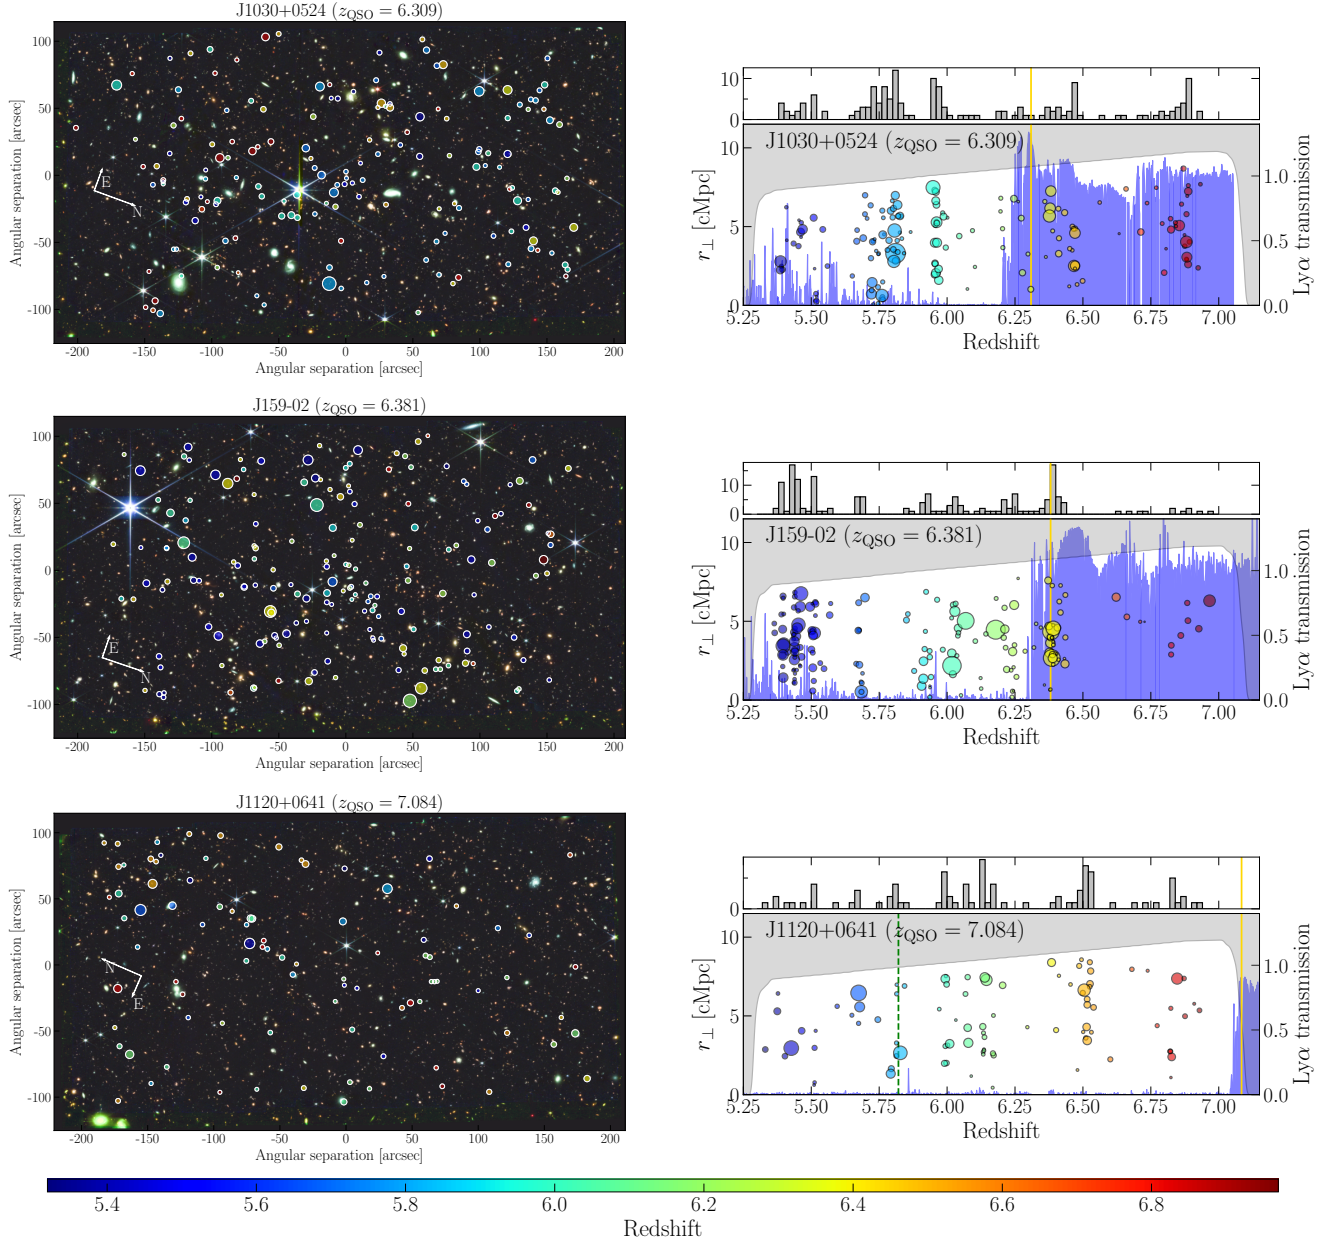 J1030+0524 (zQSO = 6.309)
100
50
0
-50
-100
Angular separation [arcsec]
E
N
-200 -150 -100 -50 0 50 100 150 200
Angular separation [arcsec]
10
0
J1030+0524 (zQSO = 6.309)
10
5
0
r⊥ [cMpc]
1.0
0.5
0.0
Lyα transmission
5.25 5.50 5.75 6.00 6.25 6.50 6.75 7.00
Redshift
J159-02 (zQSO = 6.381)
100
50
0
-50
-100
Angular separation [arcsec]
E
N
-200 -150 -100 -50 0 50 100 150 200
Angular separation [arcsec]
10
0
J159-02 (zQSO = 6.381)
10
5
0
r⊥ [cMpc]
1.0
0.5
0.0
Lyα transmission
5.25 5.50 5.75 6.00 6.25 6.50 6.75 7.00
Redshift
J1120+0641 (zQSO = 7.084)
100
50
0
-50
-100
Angular separation [arcsec]
N
E
-200 -150 -100 -50 0 50 100 150 200
Angular separation [arcsec]
0
J1120+0641 (zQSO = 7.084)
10
5
0
r⊥ [cMpc]
1.0
0.5
0.0
Lyα transmission
5.25 5.50 5.75 6.00 6.25 6.50 6.75 7.00
Redshift
5.4 5.6 5.8 6.0 6.2 6.4 6.6 6.8
Redshift